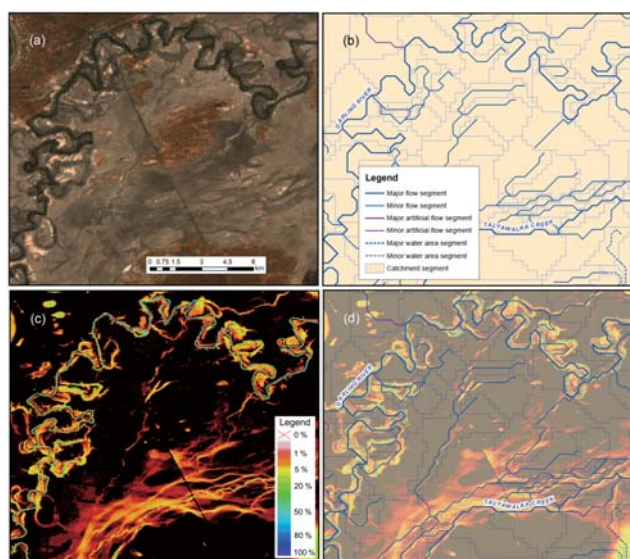 (a)
0 0.75 1.5 3 4.5 6
km
(b)
DARLING RIVER
TALYAWALKA CREEK
Legend
Major flow segment
Minor flow segment
Major artificial flow segment
Minor artificial flow segment
Major water area segment
Minor water area segment
Catchment segment
(c)
Legend
0 %
1 %
5 %
20 %
50 %
80 %
100 %
(d)
DARLING RIVER
TALYAWALKA CREEK